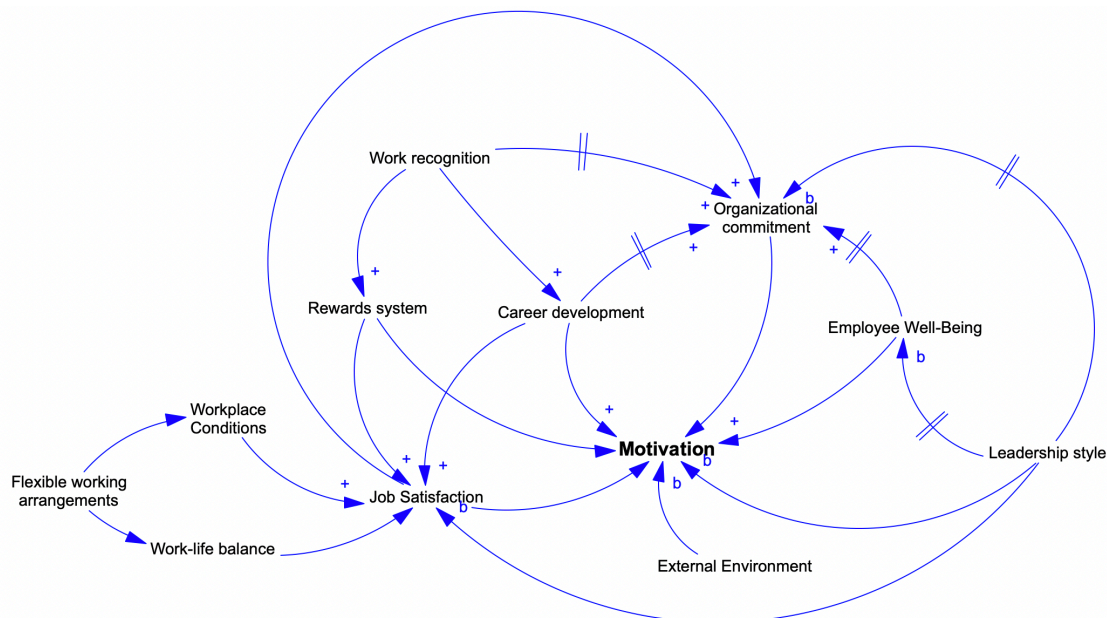 Work recognition
+
b
+
Organizational
commitment
+
+
+
+
Rewards system
Career development
Employee Well-Being
b
Workplace
Conditions
+
+
Motivation
b
Leadership style
+
+
b
Flexible working
arrangements
+
Job Satisfaction
b
Work-life balance
External Environment